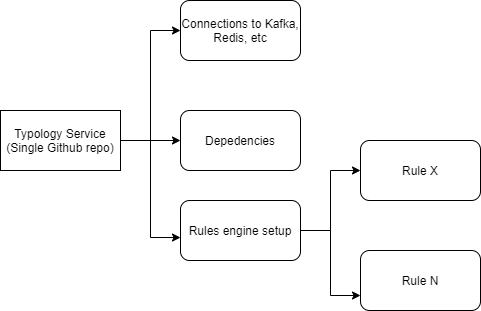 Connections to Kafka,
Redis, etc
Typology Service
(Single Github repo)
Depedencies
Rule X
Rules engine setup
Rule N